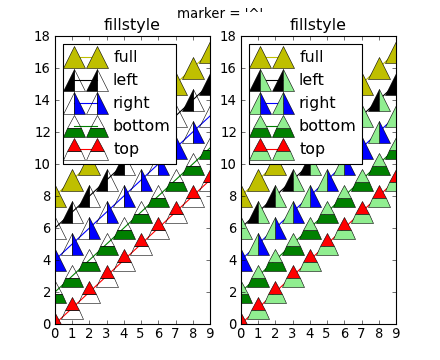 marker = '^'
fillstyle
fillstyle
18
16
14
12
10
8
6
4
2
0
0 1 2 3 4 5 6 7 8 9
full
left
right
bottom
top
18
16
14
12
10
8
6
4
2
0
0 1 2 3 4 5 6 7 8 9
full
left
right
bottom
top